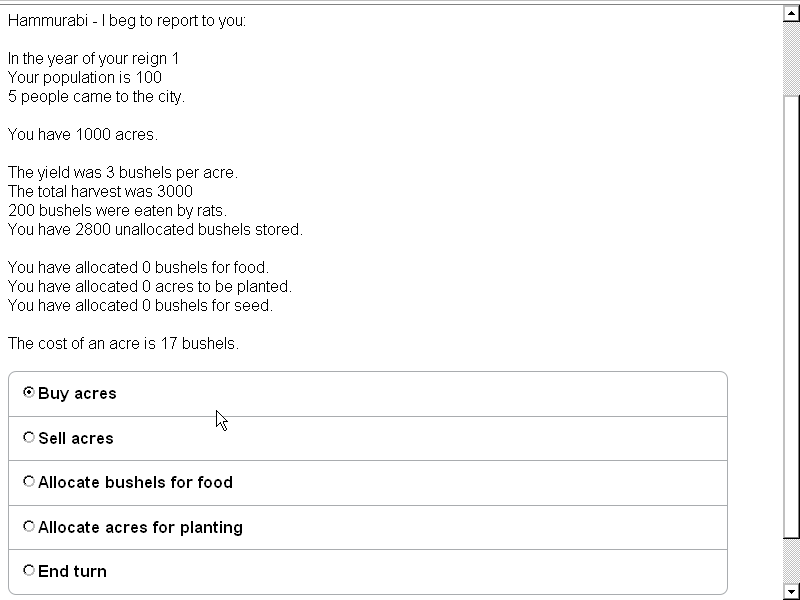 Hammurabi - I beg to report to you:
In the year of your reign 1
Your population is 100
5 people came to the city.
You have 1000 acres.
The yield was 3 bushels per acre.
The total harvest was 3000
200 bushels were eaten by rats.
You have 2800 unallocated bushels stored.
You have allocated 0 bushels for food.
You have allocated 0 acres to be planted.
You have allocated 0 bushels for seed.
The cost of an acre is 17 bushels.
Buy acres
Sell acres
Allocate bushels for food
Allocate acres for planting
End turn